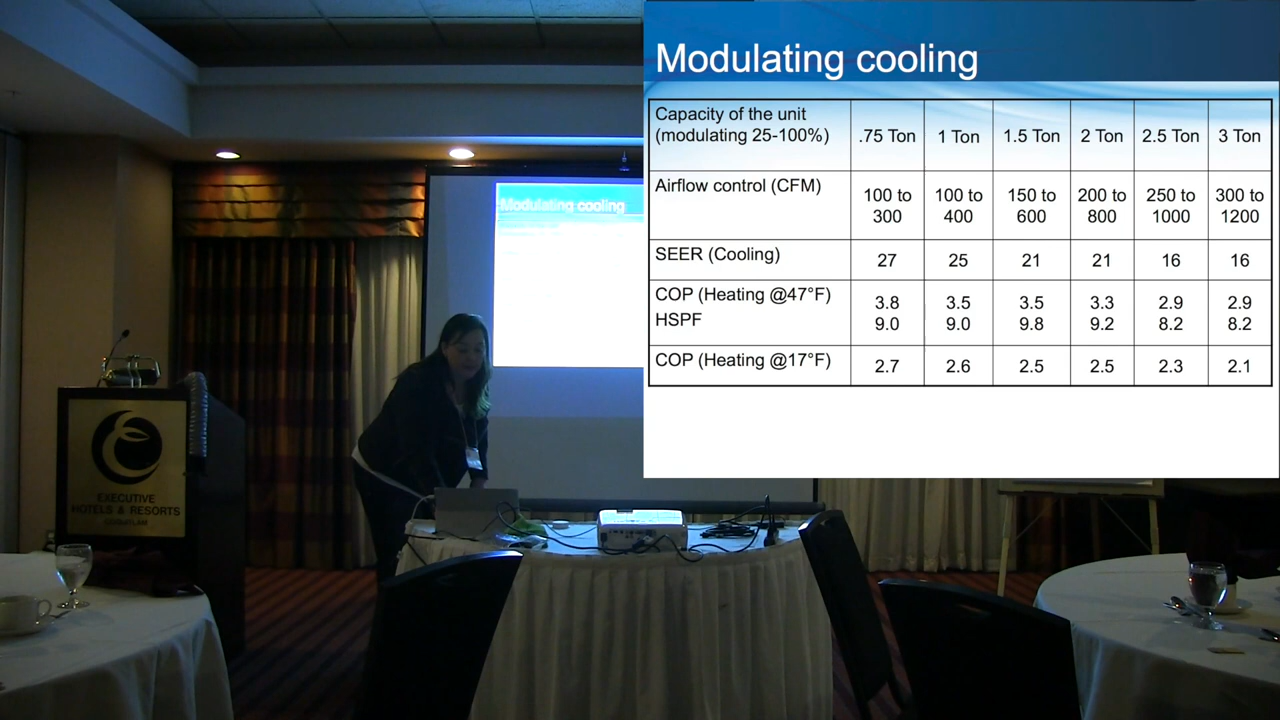 Modulating cooling
Capacity of the unit
(modulating 25-100%)
.75 Ton
1 Ton
1.5 Ton
2 Ton
2.5 Ton
3 Ton
Airflow control (CFM)
100 to
300
100 to
400
150 to
600
200 to
800
250 to
1000
300 to
1200
SEER (Cooling)
27
25
21
21
16
16
COP (Heating @47°F)
HSPF
3.8
9.0
3.5
9.0
3.5
9.8
3.3
9.2
2.9
8.2
2.9
8.2
COP (Heating @17°F)
2.7
2.6
2.5
2.5
2.3
2.1
Modulating cooling
EXECUTIVE
HOTELS & RESORTS